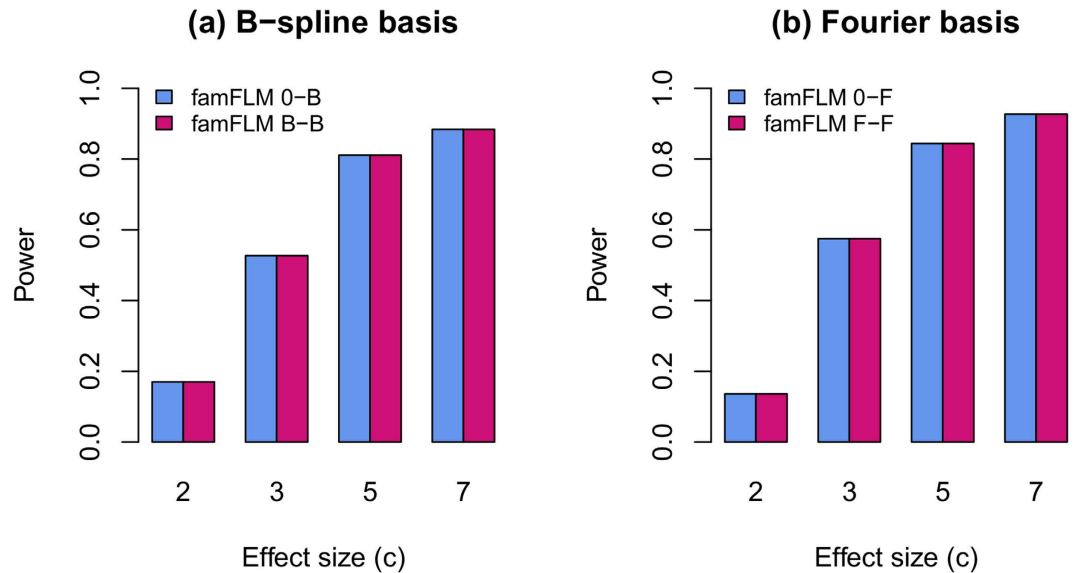 (a) B−spline basis
famFLM 0−B
famFLM B−B
Power
0.0 0.2 0.4 0.6 0.8 1.0
2 3 5 7
Effect size (c)
(b) Fourier basis
famFLM 0−F
famFLM F−F
Power
0.0 0.2 0.4 0.6 0.8 1.0
2 3 5 7
Effect size (c)